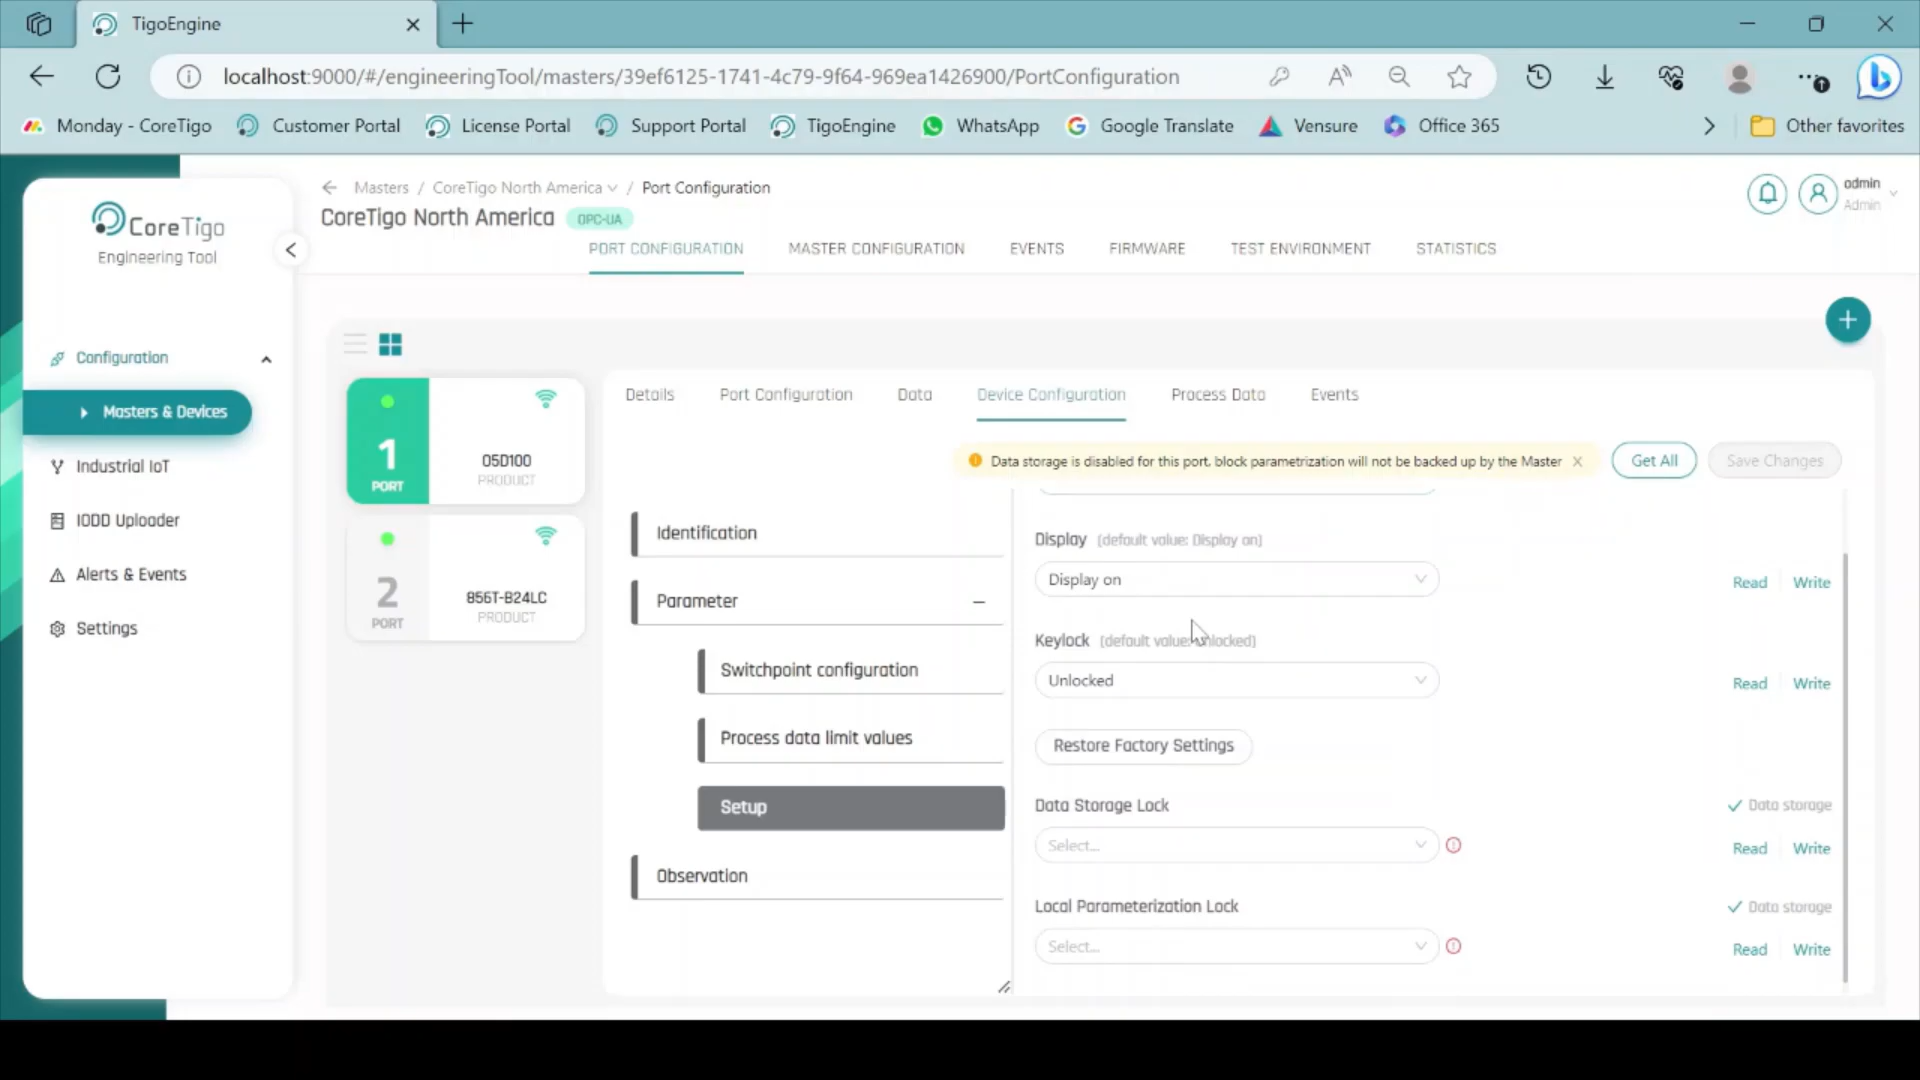 TigoEngine
localhost:9000/#/engineeringTool/masters/39ef6125-1741-4c79-9f64-969ea1426900/PortConfiguration
Monday - CoreTigo
Customer Portal
License Portal
Support Portal
TigoEngine
WhatsApp
Google Translate
Vensure
Office 365
Other favorites
CoreTigo
Engineering Tool
Configuration
Masters & Devices
Industrial IoT
IODD Uploader
Alerts & Events
Settings
Masters / CoreTigo North America / Port Configuration
CoreTigo North America OPC-UA
admin
Admin
PORT CONFIGURATION
MASTER CONFIGURATION
EVENTS
FIRMWARE
TEST ENVIRONMENT
STATISTICS
1
PORT
O5D100
PRODUCT
2
PORT
856T-B24LC
PRODUCT
Details
Port Configuration
Data
Device Configuration
Process Data
Events
Data storage is disabled for this port, block parametrization will not be backed up by the Master
Get All
Save Changes
Identification
Parameter
Switchpoint configuration
Process data limit values
Setup
Observation
Display (default value: Display on)
Display on
Read Write
Keylock (default value: Unlocked)
Unlocked
Read Write
Restore Factory Settings
Data Storage Lock
Data storage
Select...
Read Write
Local Parameterization Lock
Data storage
Select...
Read Write